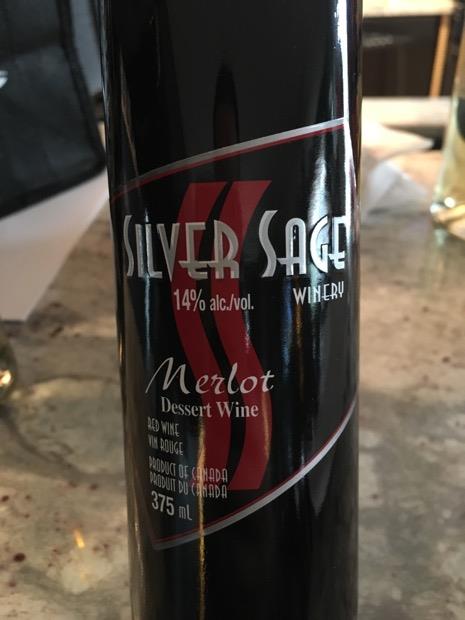 SILVER SAGE
WINERY
14% alc./vol.
Merlot
Dessert Wine
RED WINE
VIN ROUGE
PRODUCT OF CANADA
PRODUIT DU CANADA
375 mL